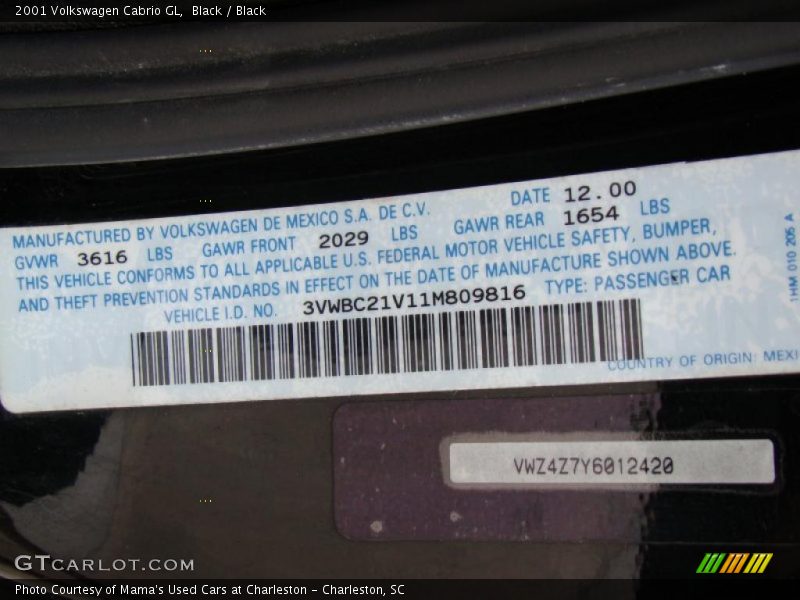 2001 Volkswagen Cabrio GL, Black / Black
MANUFACTURED BY VOLKSWAGEN DE MEXICO S.A. DE C.V. DATE 12.00
GVWR 3616 LBS GAWR FRONT 2029 LBS GAWR REAR 1654 LBS
THIS VEHICLE CONFORMS TO ALL APPLICABLE U.S. FEDERAL MOTOR VEHICLE SAFETY, BUMPER,
AND THEFT PREVENTION STANDARDS IN EFFECT ON THE DATE OF MANUFACTURE SHOWN ABOVE.
VEHICLE I.D. NO. 3VWBC21V11M809816 TYPE: PASSENGER CAR
COUNTRY OF ORIGIN: MEXI
1HM 010 205 A
VWZ4Z7Y6012420
GTCARLOT.COM
Photo Courtesy of Mama's Used Cars at Charleston - Charleston, SC